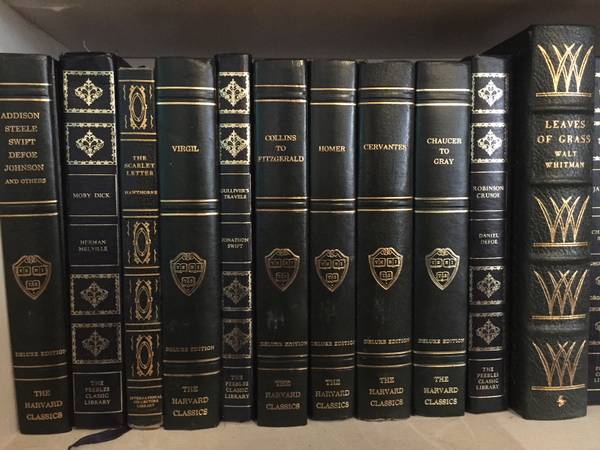 ADDISON
STEELE
SWIFT
DEFOE
JOHNSON
AND OTHERS
DELUXE EDITION
THE
HARVARD
CLASSICS
MOBY DICK
HERMAN
MELVILLE
THE
PEEBLES
CLASSIC
LIBRARY
THE
SCARLET
LETTER
HAWTHORNE
INTERNATIONAL
COLLECTORS
LIBRARY
VIRGIL
DELUXE EDITION
THE
HARVARD
CLASSICS
GULLIVER'S
TRAVELS
JONATHON
SWIFT
THE
PEEBLES
CLASSIC
LIBRARY
COLLINS
TO
FITZGERALD
DELUXE EDITION
THE
HARVARD
CLASSICS
HOMER
DELUXE EDITION
THE
HARVARD
CLASSICS
CERVANTES
DELUXE EDITION
THE
HARVARD
CLASSICS
CHAUCER
TO
GRAY
DELUXE EDITION
THE
HARVARD
CLASSICS
ROBINSON
CRUSOE
DANIEL
DEFOE
THE
PEEBLES
CLASSIC
LIBRARY
LEAVES
OF GRASS
WALT
WHITMAN